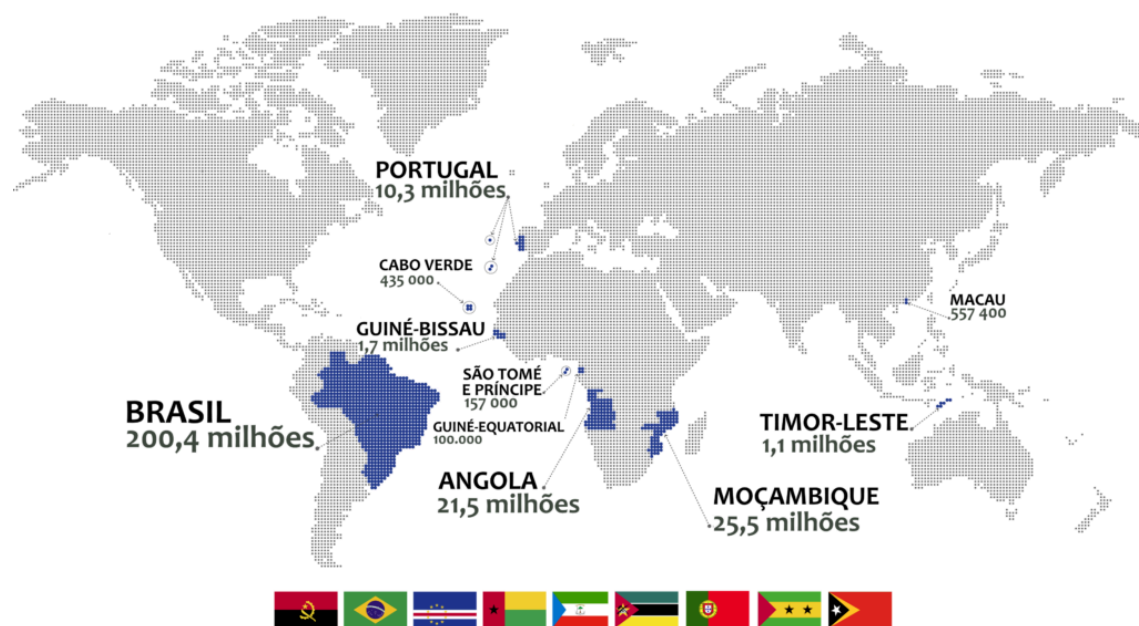 PORTUGAL
10,3 milhões
CABO VERDE
435 000
MACAU
557 400
GUINÉ-BISSAU
1,7 milhões
SÃO TOMÉ
E PRÍNCIPE
157 000
BRASIL
200,4 milhões
GUINÉ-EQUATORIAL
100.000
TIMOR-LESTE
1,1 milhões
ANGOLA
21,5 milhões
MOÇAMBIQUE
25,5 milhões